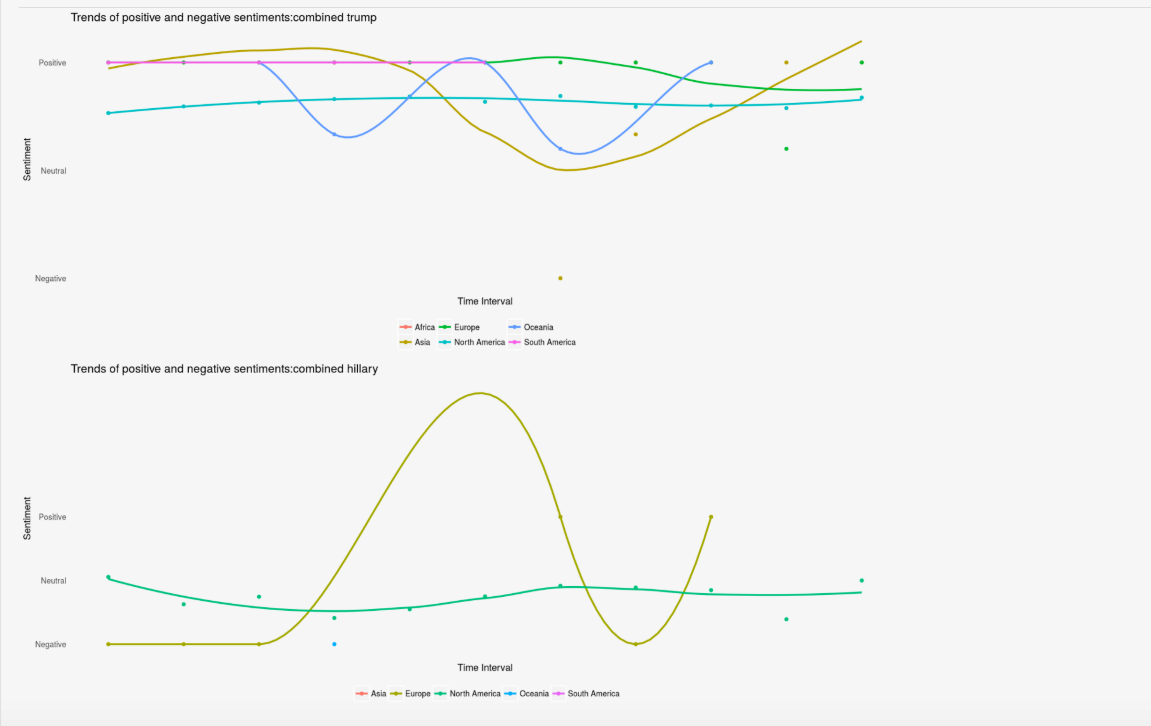 Trends of positive and negative sentiments:combined trump
Positive
Sentiment
Neutral
Negative
Time Interval
Africa Europe Oceania
Asia North America South America
Trends of positive and negative sentiments:combined hillary
Sentiment
Positive
Neutral
Negative
Time Interval
Asia Europe North America Oceania South America